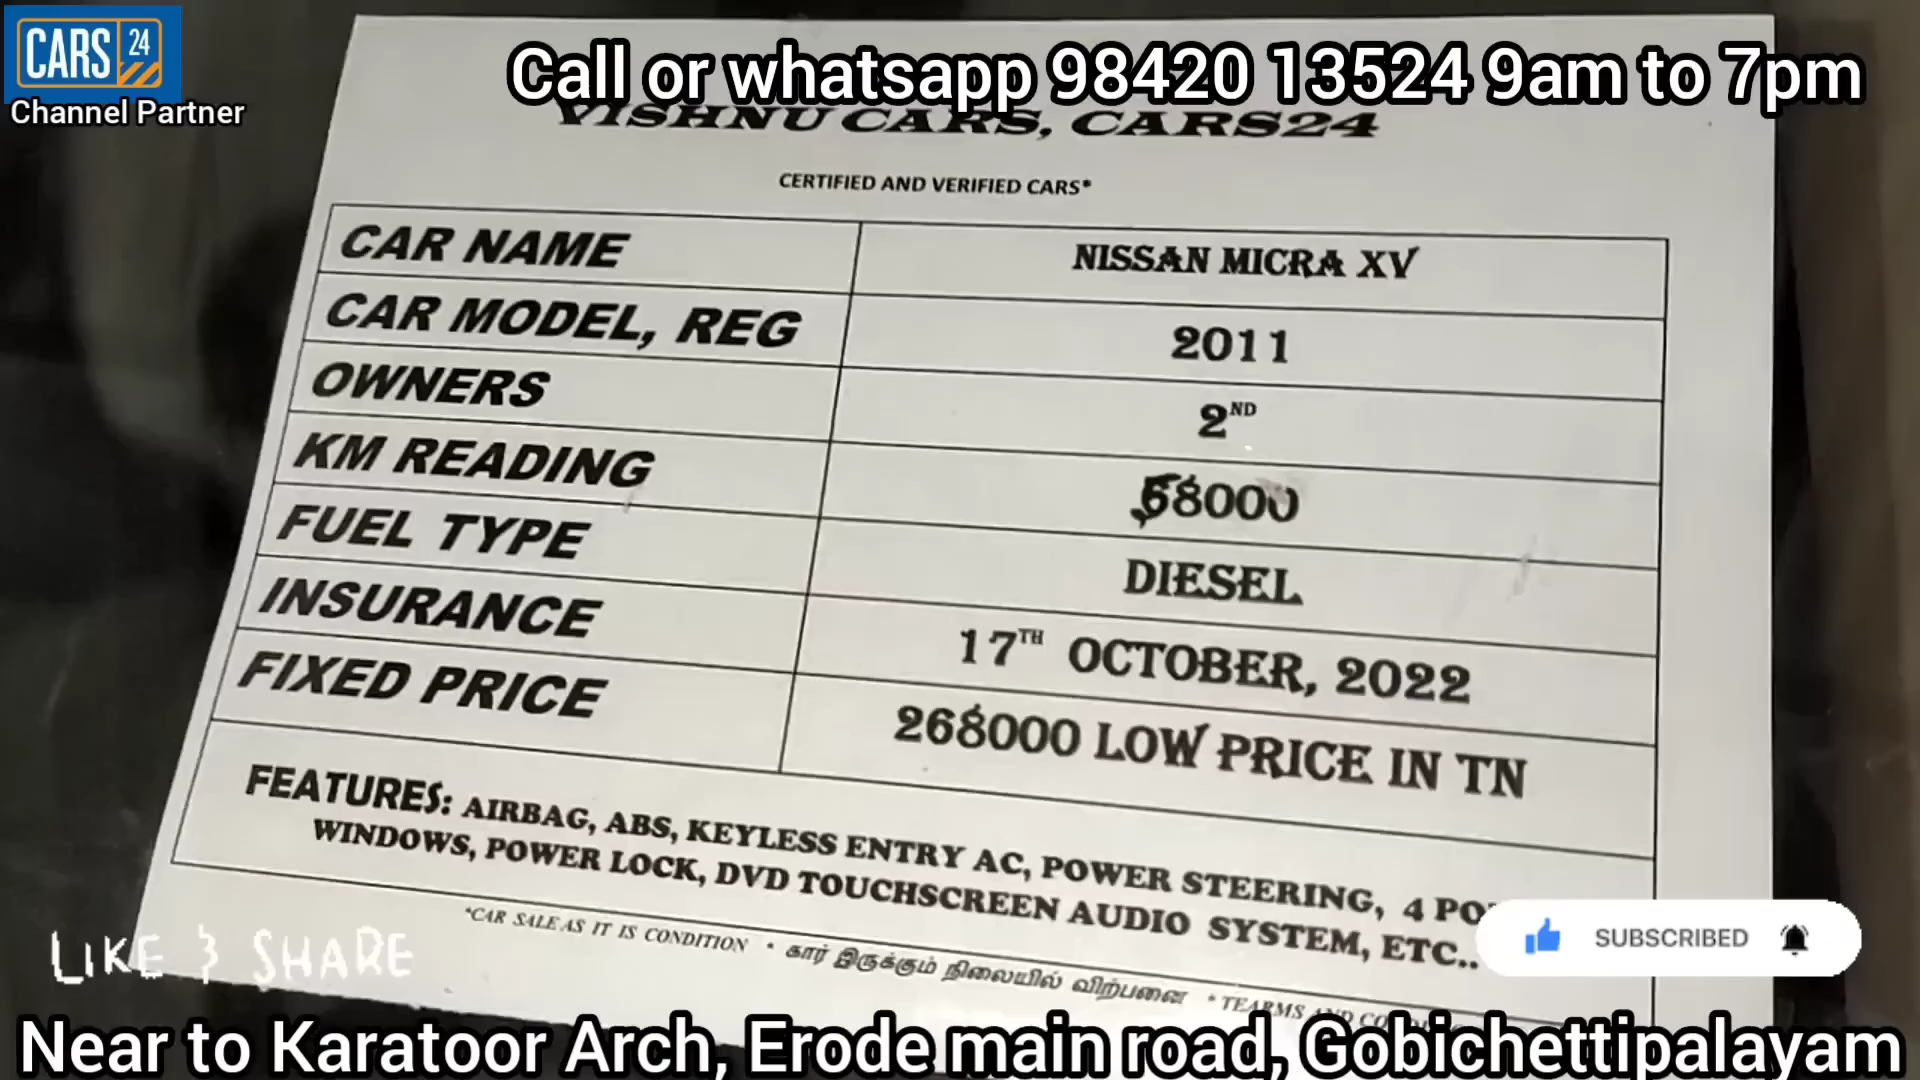 CARS 24
Channel Partner
Call or whatsapp 98420 13524 9am to 7pm
VISHNU CARS, CARS24
CERTIFIED AND VERIFIED CARS*
CAR NAME NISSAN MICRA XV
CAR MODEL, REG 2011
OWNERS 2ND
KM READING 8000
FUEL TYPE DIESEL
INSURANCE 17TH OCTOBER, 2022
FIXED PRICE 268000 LOW PRICE IN TN
FEATURES: AIRBAG, ABS, KEYLESS ENTRY AC, POWER STEERING, 4 PO
WINDOWS, POWER LOCK, DVD TOUCHSCREEN AUDIO SYSTEM, ETC..
*CAR SALE AS IT IS CONDITION * கார் இருக்கும் நிலையில் விற்பனை * TEARMS AND
SUBSCRIBED
LIKE & SHARE
Near to Karatoor Arch, Erode main road, Gobichettipalayam